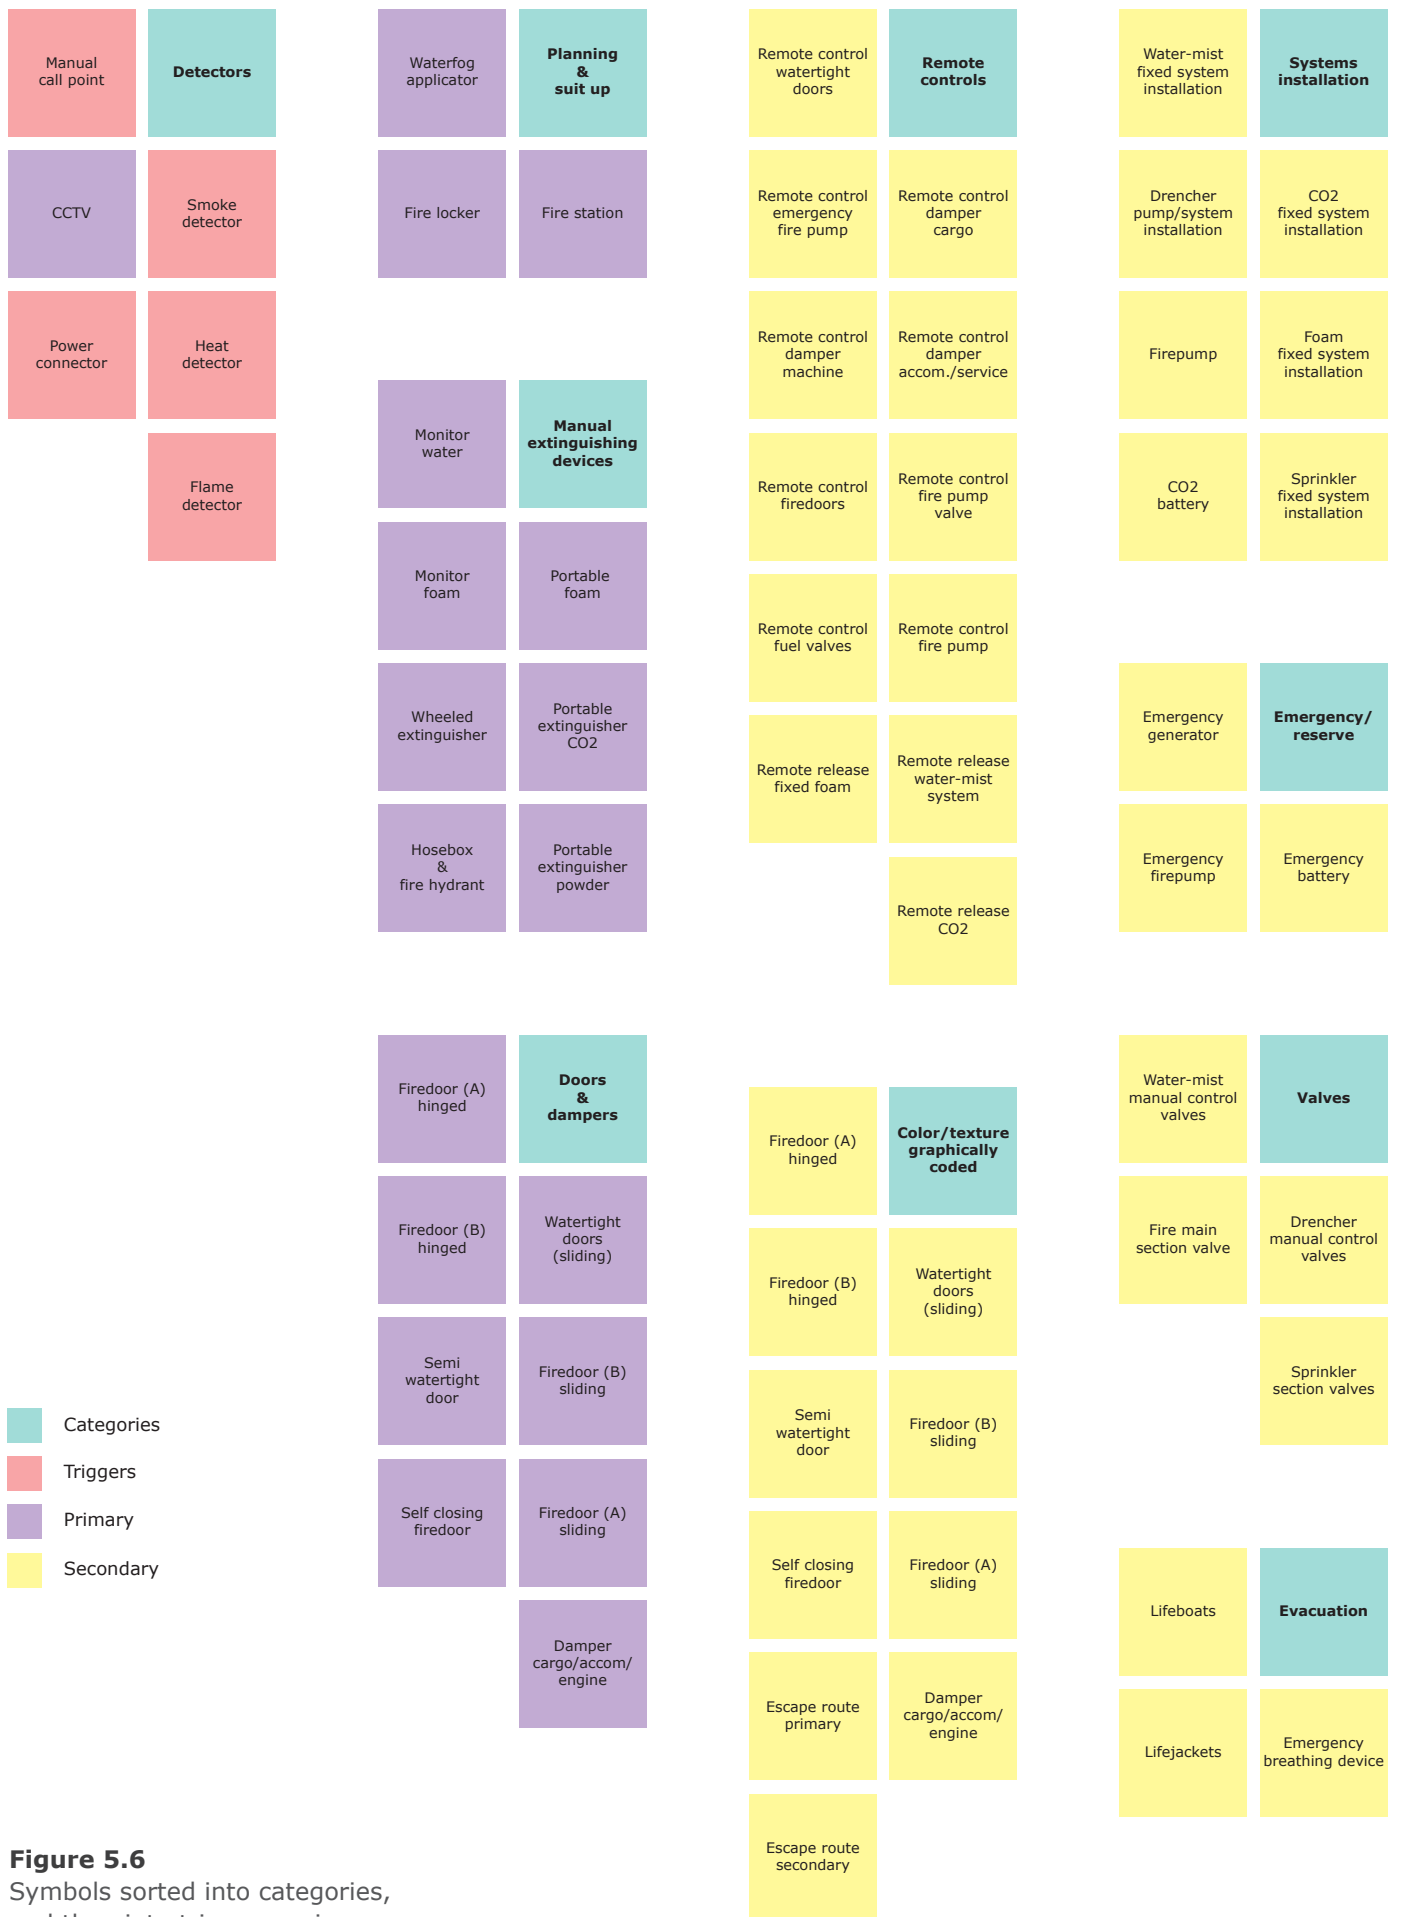 Manual
call point
Detectors
CCTV
Smoke
detector
Power
connector
Heat
detector
Flame
detector
Waterfog
applicator
Planning
&
suit up
Fire locker
Fire station
Monitor
water
Manual
extinguishing
devices
Monitor
foam
Portable
foam
Wheeled
extinguisher
Portable
extinguisher
CO2
Hosebox
&
fire hydrant
Portable
extinguisher
powder
Firedoor (A)
hinged
Doors
&
dampers
Firedoor (B)
hinged
Watertight
doors
(sliding)
Semi
watertight
door
Firedoor (B)
sliding
Self closing
firedoor
Firedoor (A)
sliding
Damper
cargo/accom/
engine
Remote control
watertight
doors
Remote
controls
Remote control
emergency
fire pump
Remote control
damper
cargo
Remote control
damper
machine
Remote control
damper
accom./service
Remote control
firedoors
Remote control
fire pump
valve
Remote control
fuel valves
Remote control
fire pump
Remote release
fixed foam
Remote release
water-mist
system
Remote release
CO2
Firedoor (A)
hinged
Color/texture
graphically
coded
Firedoor (B)
hinged
Watertight
doors
(sliding)
Semi
watertight
door
Firedoor (B)
sliding
Self closing
firedoor
Firedoor (A)
sliding
Escape route
primary
Damper
cargo/accom/
engine
Escape route
secondary
Water-mist
fixed system
installation
Systems
installation
Drencher
pump/system
installation
CO2
fixed system
installation
Firepump
Foam
fixed system
installation
CO2
battery
Sprinkler
fixed system
installation
Emergency
generator
Emergency/
reserve
Emergency
firepump
Emergency
battery
Water-mist
manual control
valves
Valves
Fire main
section valve
Drencher
manual control
valves
Sprinkler
section valves
Lifeboats
Evacuation
Lifejackets
Emergency
breathing device
Categories
Triggers
Primary
Secondary
Figure 5.6
Symbols sorted into categories,